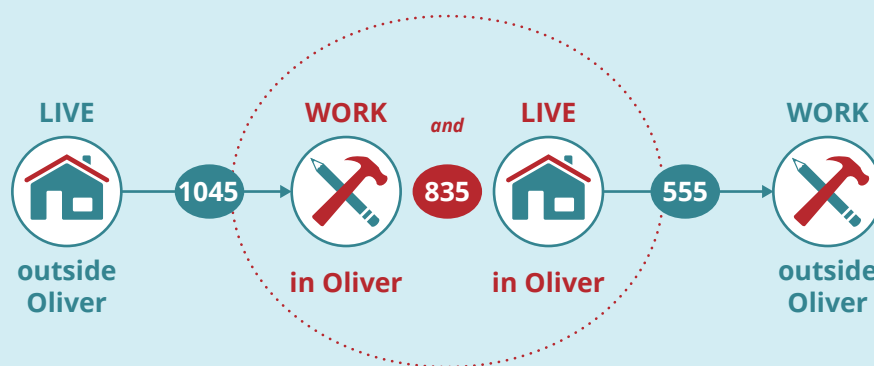 LIVE
1045
outside
Oliver
WORK
and
LIVE
835
in Oliver
in Oliver
555
WORK
outside
Oliver